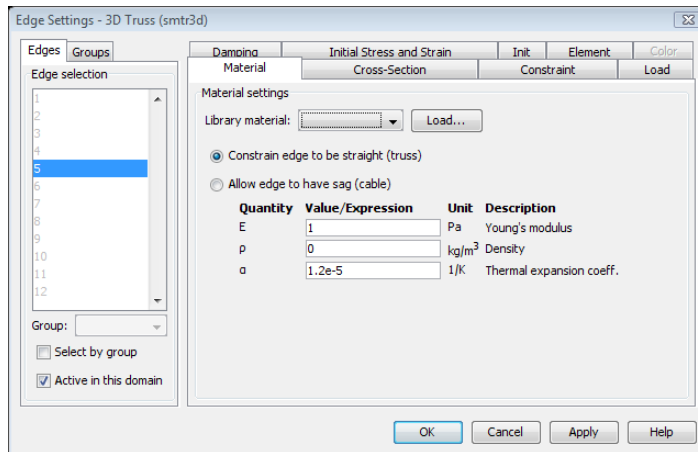 Edge Settings - 3D Truss (smtr3d)
Edges Groups
Edge selection
1
2
3
4
5
6
7
8
9
10
11
12
Group:
Select by group
Active in this domain
Damping Initial Stress and Strain Init Element Color
Material Cross-Section Constraint Load
Material settings
Library material: Load...
Constrain edge to be straight (truss)
Allow edge to have sag (cable)
Quantity Value/Expression Unit Description
E 1 Pa Young's modulus
ρ 0 kg/m³ Density
α 1.2e-5 1/K Thermal expansion coeff.
OK Cancel Apply Help